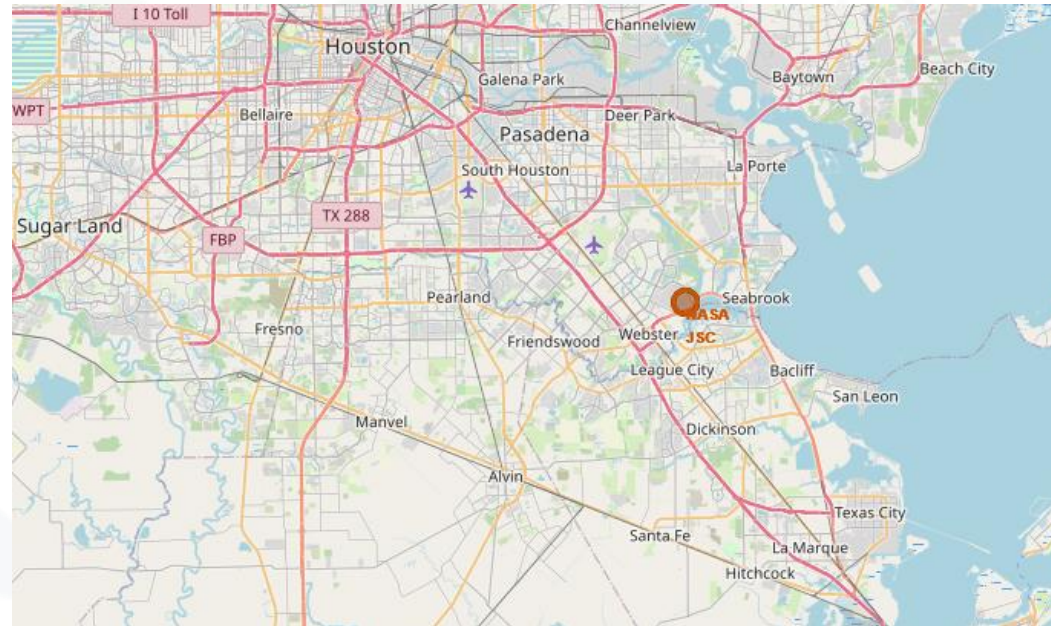 I 10 Toll
Channelview
Houston
Beach City
Galena Park
Baytown
WPT
Bellaire
Deer Park
Pasadena
La Porte
South Houston
TX 288
Sugar Land
FBP
Pearland
Seabrook
NASA
JSC
Fresno
Webster
Friendswood
League City
Bacliff
San Leon
Manvel
Dickinson
Alvin
Texas City
Santa Fe
La Marque
Hitchcock